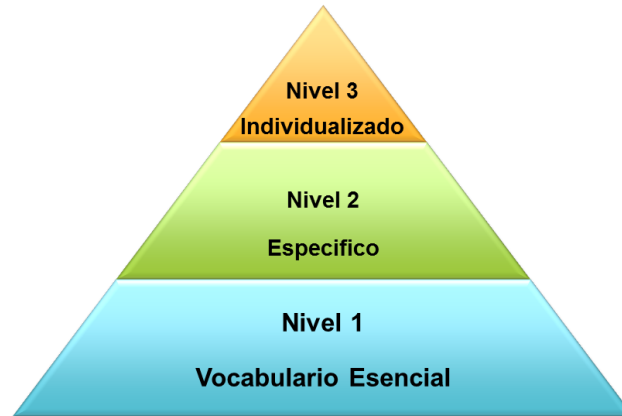 Nivel 3
Individualizado
Nivel 2
Especifico
Nivel 1
Vocabulario Esencial